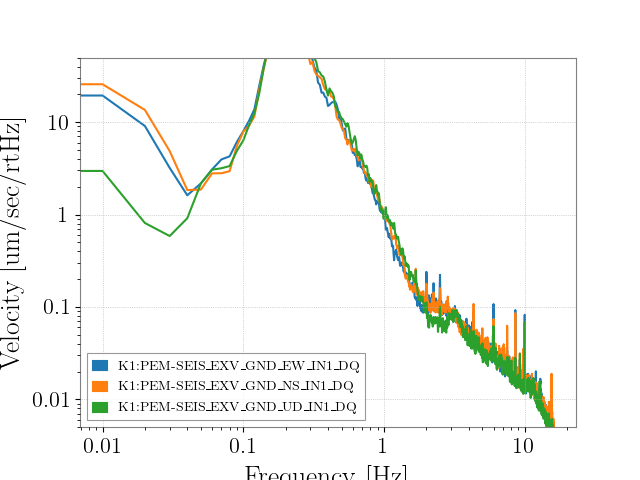 Velocity [um/sec/rtHz]
10
1
0.1
0.01
K1:PEM-SEIS_EXV_GND_EW_IN1_DQ
K1:PEM-SEIS_EXV_GND_NS_IN1_DQ
K1:PEM-SEIS_EXV_GND_UD_IN1_DQ
0.01 0.1 1 10
Frequency [Hz]